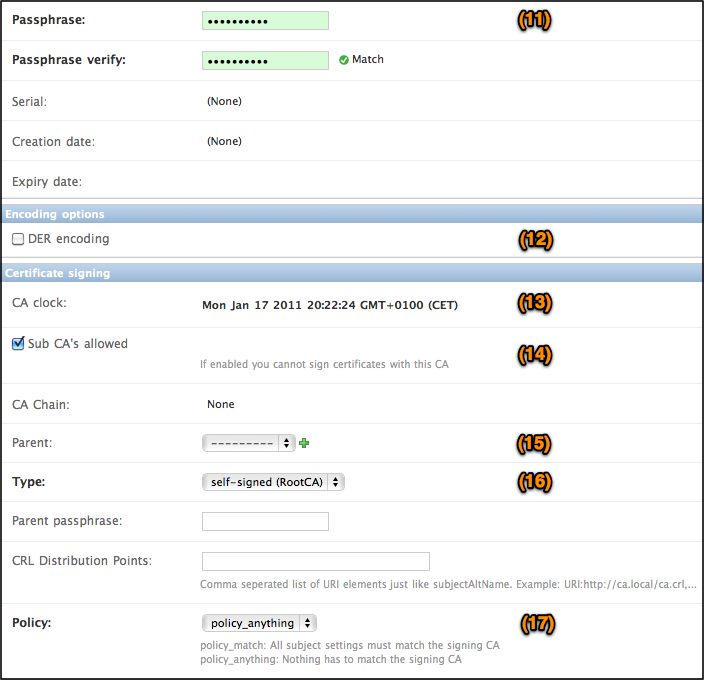 Passphrase: •••••••••• (11)
Passphrase verify: •••••••••• Match
Serial: (None)
Creation date: (None)
Expiry date:
Encoding options
DER encoding (12)
Certificate signing
CA clock: Mon Jan 17 2011 20:22:24 GMT+0100 (CET) (13)
Sub CA's allowed
If enabled you cannot sign certificates with this CA (14)
CA Chain: None
Parent: --------- (15)
Type: self-signed (RootCA) (16)
Parent passphrase:
CRL Distribution Points:
Comma seperated list of URI elements just like subjectAltName. Example: URI:http://ca.local/ca.crl,...
Policy: policy_anything (17)
policy_match: All subject settings must match the signing CA
policy_anything: Nothing has to match the signing CA